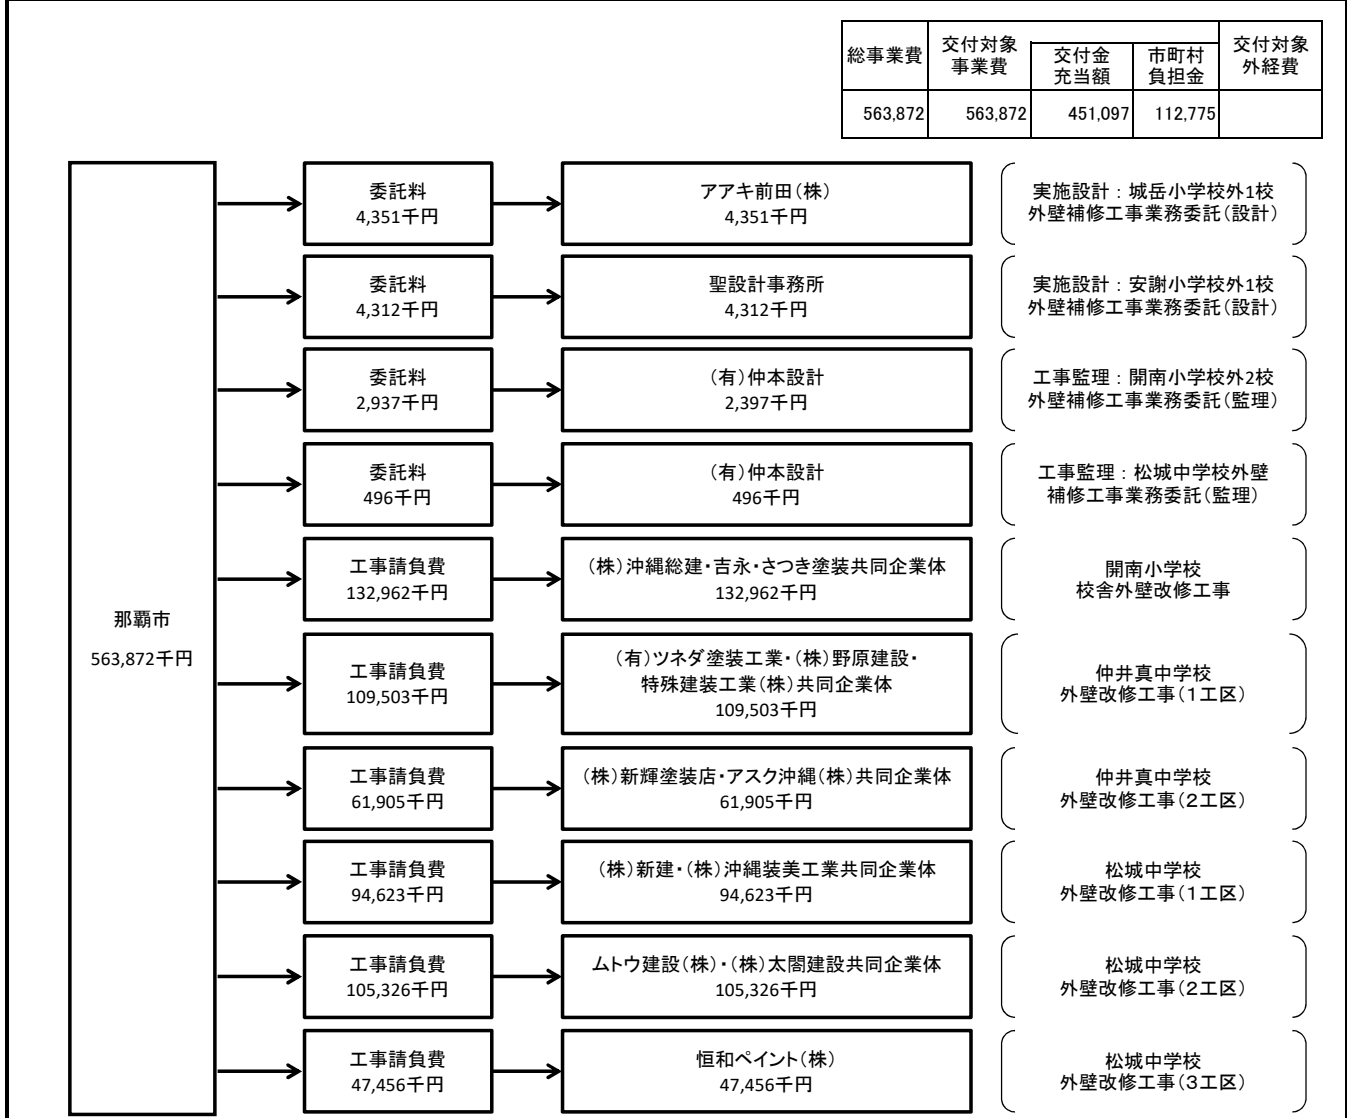 総事業費
交付対象
事業費
交付金
充当額
市町村
負担金
交付対象
外経費
563,872
563,872
451,097
112,775
那覇市
563,872千円
委託料
4,351千円
アアキ前田(株)
4,351千円
実施設計：城岳小学校外1校
外壁補修工事業務委託(設計)
委託料
4,312千円
聖設計事務所
4,312千円
実施設計：安謝小学校外1校
外壁補修工事業務委託(設計)
委託料
2,937千円
(有)仲本設計
2,397千円
工事監理：開南小学校外2校
外壁補修工事業務委託(監理)
委託料
496千円
(有)仲本設計
496千円
工事監理：松城中学校外壁
補修工事業務委託(監理)
工事請負費
132,962千円
(株)沖縄総建・吉永・さつき塗装共同企業体
132,962千円
開南小学校
校舎外壁改修工事
工事請負費
109,503千円
(有)ツネダ塗装工業・(株)野原建設・
特殊建装工業(株)共同企業体
109,503千円
仲井真中学校
外壁改修工事(1工区)
工事請負費
61,905千円
(株)新輝塗装店・アスク沖縄(株)共同企業体
61,905千円
仲井真中学校
外壁改修工事(2工区)
工事請負費
94,623千円
(株)新建・(株)沖縄装美工業共同企業体
94,623千円
松城中学校
外壁改修工事(1工区)
工事請負費
105,326千円
ムトウ建設(株)・(株)太閤建設共同企業体
105,326千円
松城中学校
外壁改修工事(2工区)
工事請負費
47,456千円
恒和ペイント(株)
47,456千円
松城中学校
外壁改修工事(3工区)